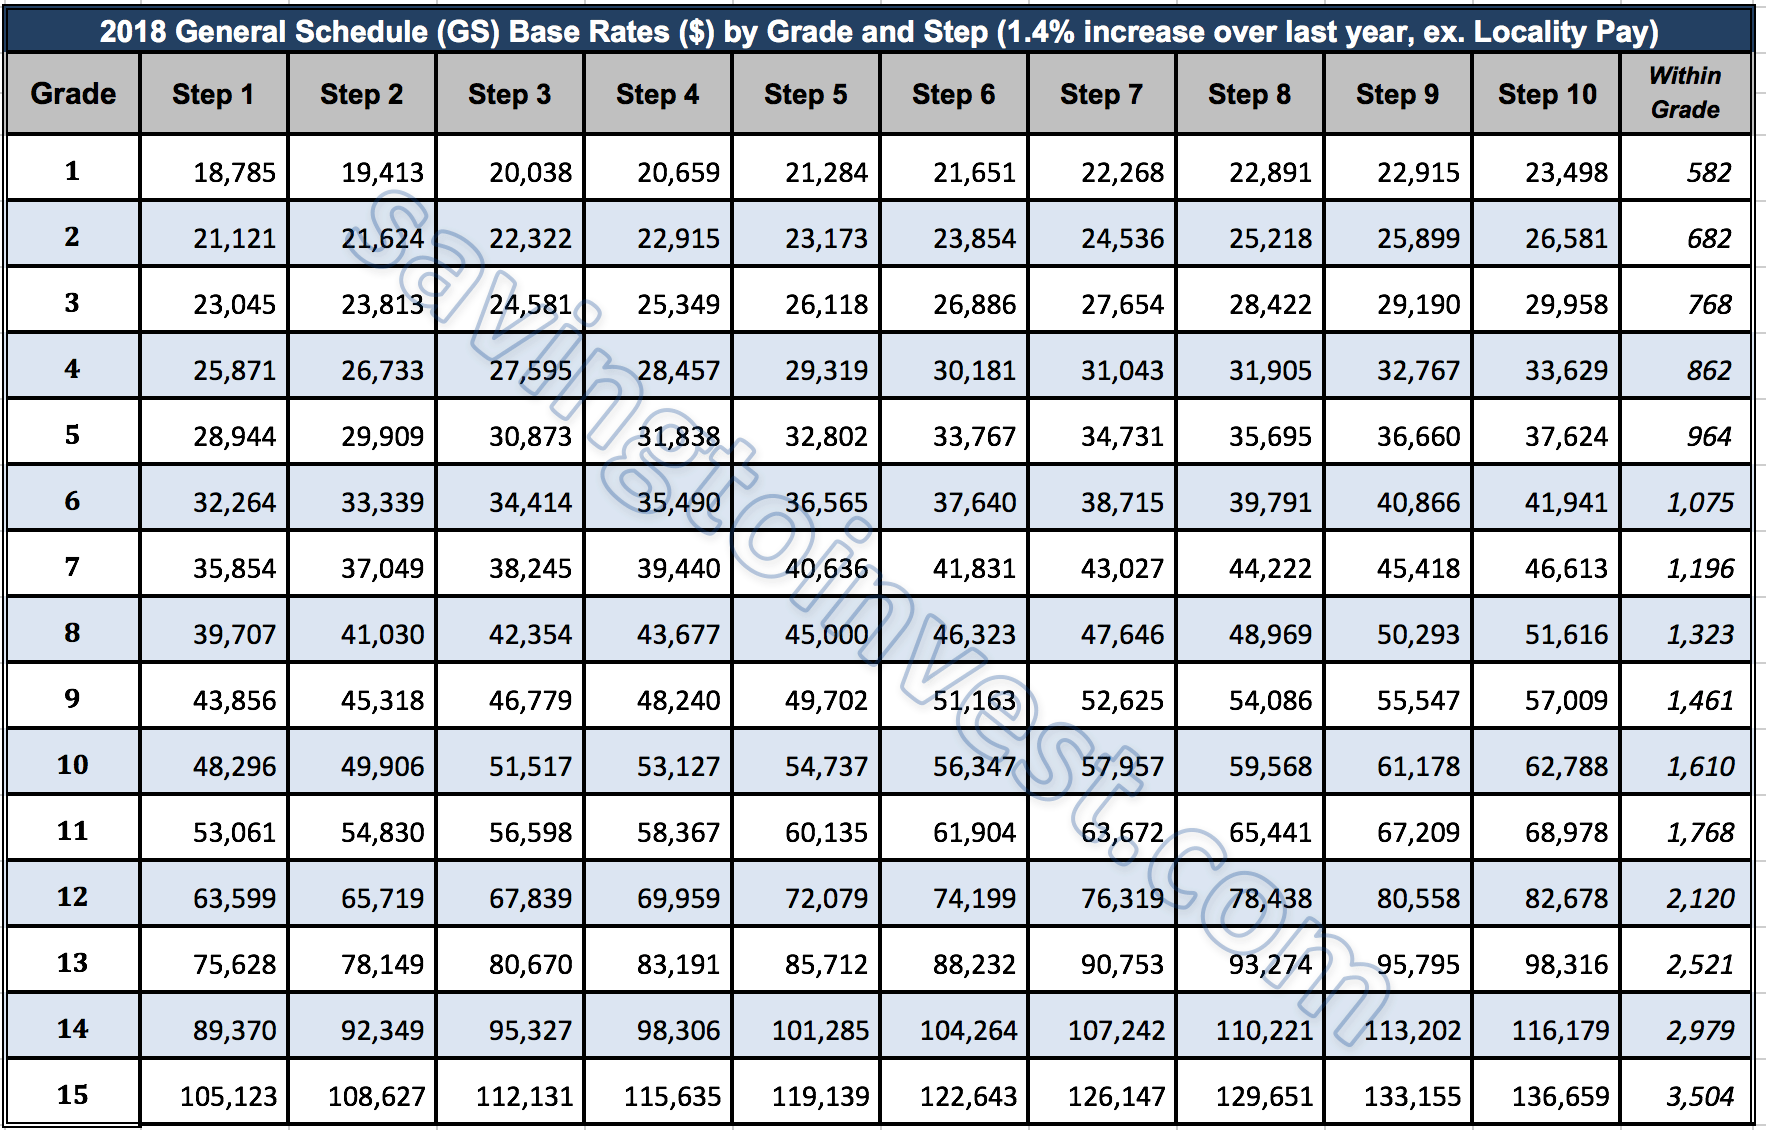 2018 General Schedule (GS) Base Rates ($) by Grade and Step (1.4% increase over last year, ex. Locality Pay)
Grade Step 1 Step 2 Step 3 Step 4 Step 5 Step 6 Step 7 Step 8 Step 9 Step 10 Within Grade
1 18,785 19,413 20,038 20,659 21,284 21,651 22,268 22,891 22,915 23,498 582
2 21,121 21,624 22,322 22,915 23,173 23,854 24,536 25,218 25,899 26,581 682
3 23,045 23,813 24,581 25,349 26,118 26,886 27,654 28,422 29,190 29,958 768
4 25,871 26,733 27,595 28,457 29,319 30,181 31,043 31,905 32,767 33,629 862
5 28,944 29,909 30,873 31,838 32,802 33,767 34,731 35,695 36,660 37,624 964
6 32,264 33,339 34,414 35,490 36,565 37,640 38,715 39,791 40,866 41,941 1,075
7 35,854 37,049 38,245 39,440 40,636 41,831 43,027 44,222 45,418 46,613 1,196
8 39,707 41,030 42,354 43,677 45,000 46,323 47,646 48,969 50,293 51,616 1,323
9 43,856 45,318 46,779 48,240 49,702 51,163 52,625 54,086 55,547 57,009 1,461
10 48,296 49,906 51,517 53,127 54,737 56,347 57,957 59,568 61,178 62,788 1,610
11 53,061 54,830 56,598 58,367 60,135 61,904 63,672 65,441 67,209 68,978 1,768
12 63,599 65,719 67,839 69,959 72,079 74,199 76,319 78,438 80,558 82,678 2,120
13 75,628 78,149 80,670 83,191 85,712 88,232 90,753 93,274 95,795 98,316 2,521
14 89,370 92,349 95,327 98,306 101,285 104,264 107,242 110,221 113,202 116,179 2,979
15 105,123 108,627 112,131 115,635 119,139 122,643 126,147 129,651 133,155 136,659 3,504
savingtoinvest.com